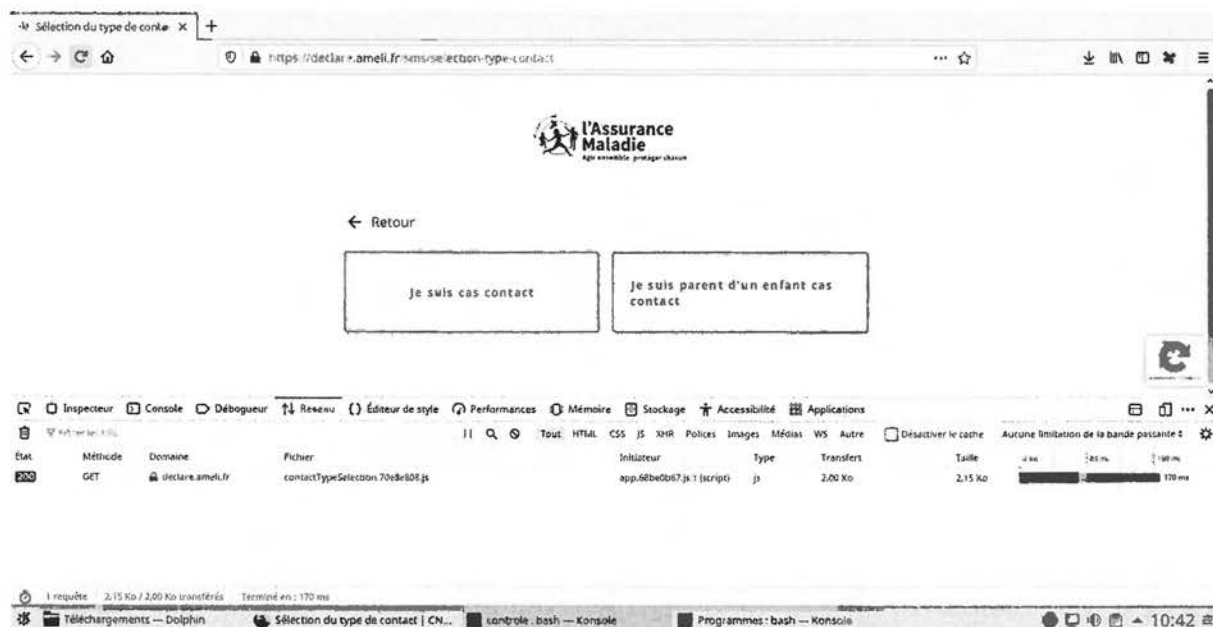 Sélection du type de conta
https://declare.ameli.fr/sms/selection-type-contact
l'Assurance
Maladie
Agir ensemble, protéger chacun
← Retour
Je suis cas contact
Je suis parent d'un enfant cas
contact
Inspecteur Console Débogueur Réseau Éditeur de style Performances Mémoire Stockage Accessibilité Applications
Tout HTML CSS JS XHR Polices Images Médias WS Autre Désactiver le cache Aucune limitation de la bande passante
État Méthode Domaine Fichier Initiateur Type Transfert Taille
200 GET declare.ameli.fr contactTypeSelection.70e8e808.js app.68be0b67.js:1 (script) js 2,00 Ko 2,15 Ko 170 ms
1 requête 2,15 Ko / 2,00 Ko transférés Terminé en : 170 ms
Téléchargements — Dolphin Sélection du type de contact | CN... controle : bash — Konsole Programmes : bash — Konsole 10:42